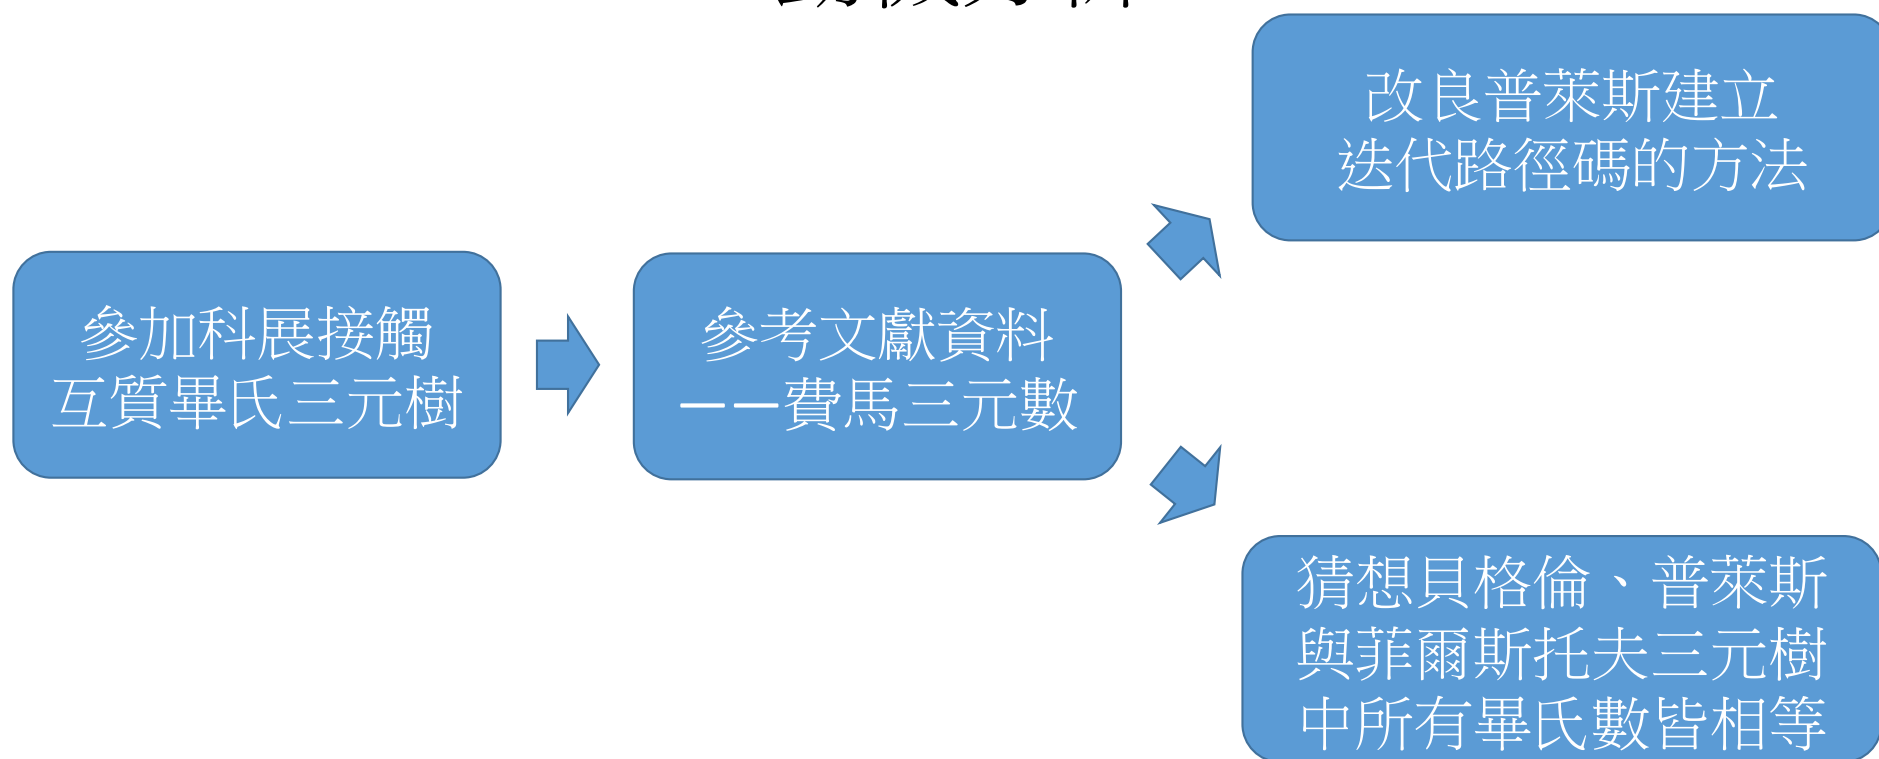 參加科展接觸
互質畢氏三元樹
參考文獻資料
——費馬三元數
改良普萊斯建立
迭代路徑碼的方法
猜想貝格倫、普萊斯
與菲爾斯托夫三元樹
中所有畢氏數皆相等